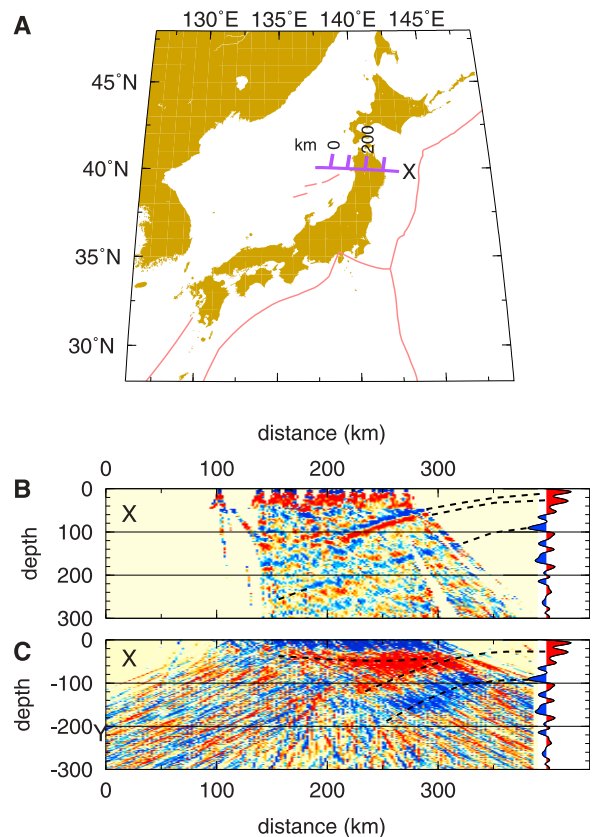 A
130˚E 135˚E 140˚E 145˚E
45˚N
km 0 200
40˚N
X
35˚N
30˚N
distance (km)
B
0 100 200 300
0
X
100
depth
200
300
C
0
X
-100
depth
Y
-200
-300
0 100 200 300
distance (km)